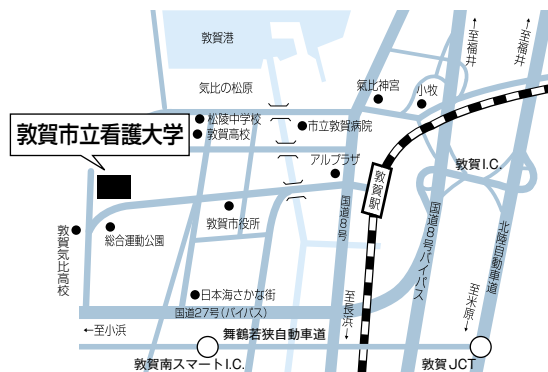 敦賀港
←至福井
←至福井
気比の松原
氣比神宮
小牧
松陵中学校
敦賀高校
市立敦賀病院
敦賀市立看護大学
アルプラザ
敦賀駅
敦賀I.C.
総合運動公園
敦賀市役所
敦賀気比高校
国道8号
国道8号バイパス
北陸自動車道
日本海さかな街
国道27号(バイパス)
至長浜→
至米原→
←至小浜
舞鶴若狭自動車道
敦賀南スマートI.C.
敦賀JCT